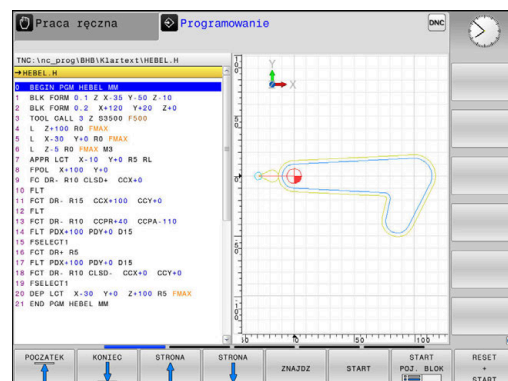 Praca ręczna
Programowanie
DNC
TNC:\nc_prog\BHB\Klartext\HEBEL.H
→HEBEL.H
0 BEGIN PGM HEBEL MM
1 BLK FORM 0.1 Z X-35 Y-50 Z-10
2 BLK FORM 0.2 X+120 Y+20 Z+0
3 TOOL CALL 3 Z S3500 F500
4 L Z+100 R0 FMAX
5 L X-30 Y+0 R0 FMAX
6 L Z-5 R0 FMAX M3
7 APPR LCT X-10 Y+0 R5 RL
8 FPOL X+100 Y+0
9 FC DR- R10 CLSD+ CCX+0
10 FLT
11 FCT DR- R15 CCX+100 CCY+0
12 FLT
13 FCT DR- R10 CCPR+40 CCPA-110
14 FLT PDX+100 PDY+0 D15
15 FSELECT1
16 FCT DR+ R5
17 FLT PDX+100 PDY+0 D15
18 FCT DR- R10 CLSD- CCX+0 CCY+0
19 FSELECT1
20 DEP LCT X-30 Y+0 Z+100 R5 FMAX
21 END PGM HEBEL MM
Y
X
50
0
50
100
POCZATEK
KONIEC
STRONA
STRONA
ZNAJDZ
START
START
POJ. BLOK
RESET
+
START